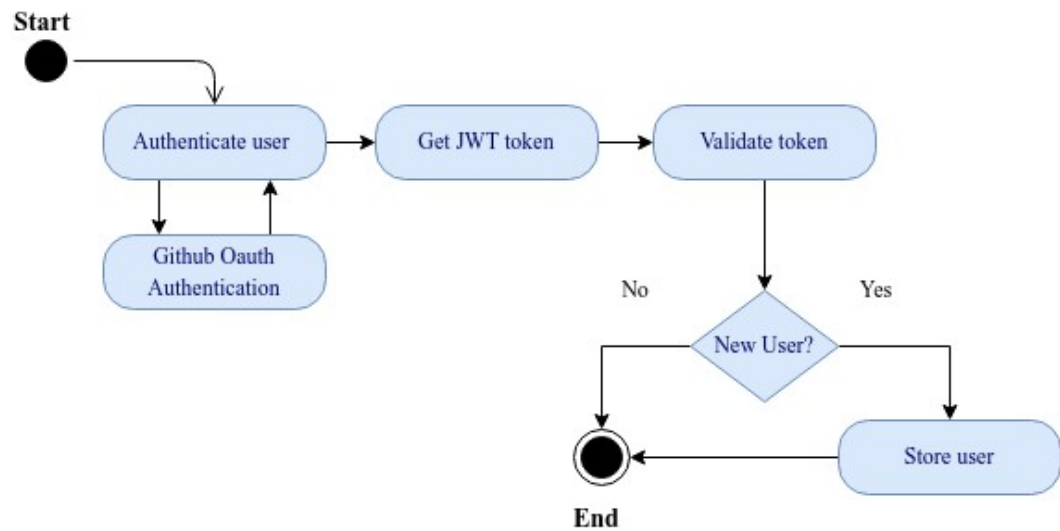 Start
Authenticate user
Get JWT token
Validate token
Github Oauth
Authentication
No
Yes
New User?
Store user
End